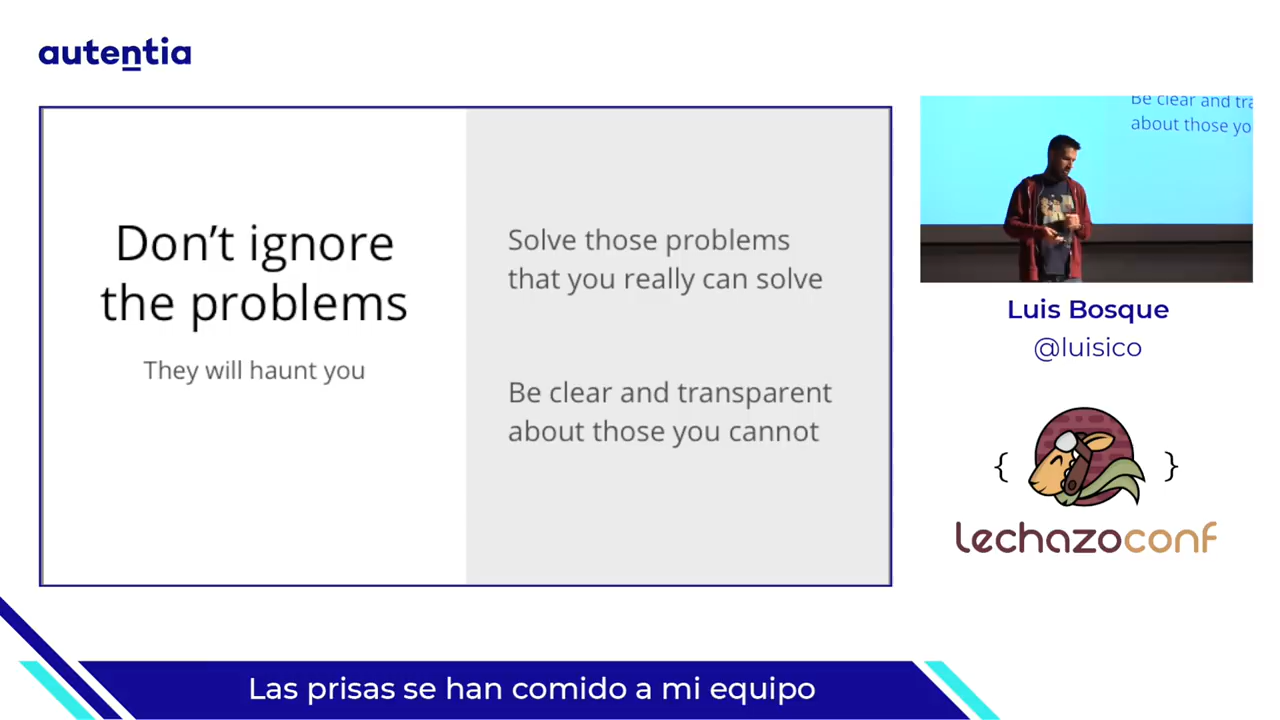 autentia
Don't ignore
the problems
They will haunt you
Solve those problems
that you really can solve
Be clear and transparent
about those you cannot
Be clear and tra
about those yo
Luis Bosque
@luisico
{ }
Lechazoconf
Las prisas se han comido a mi equipo